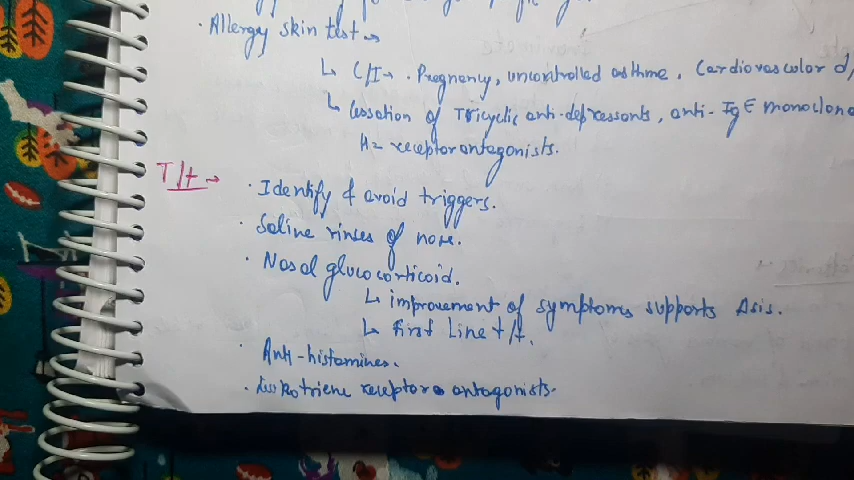 · Allergy skin test →
↳ C/I → · Pregnancy, uncontrolled asthma, Cardiovascular d/
↳ Cessation of Tricyclic anti-depressants, anti-IgE monoclona
H2 receptor antagonists.
T/t →
· Identify & avoid triggers.
· Saline rinses of nose.
· Nasal glucocorticoid.
↳ improvement of symptoms supports Δsis.
↳ First Line t/t.
· Anti-histamines.
· Leukotriene receptor antagonists.